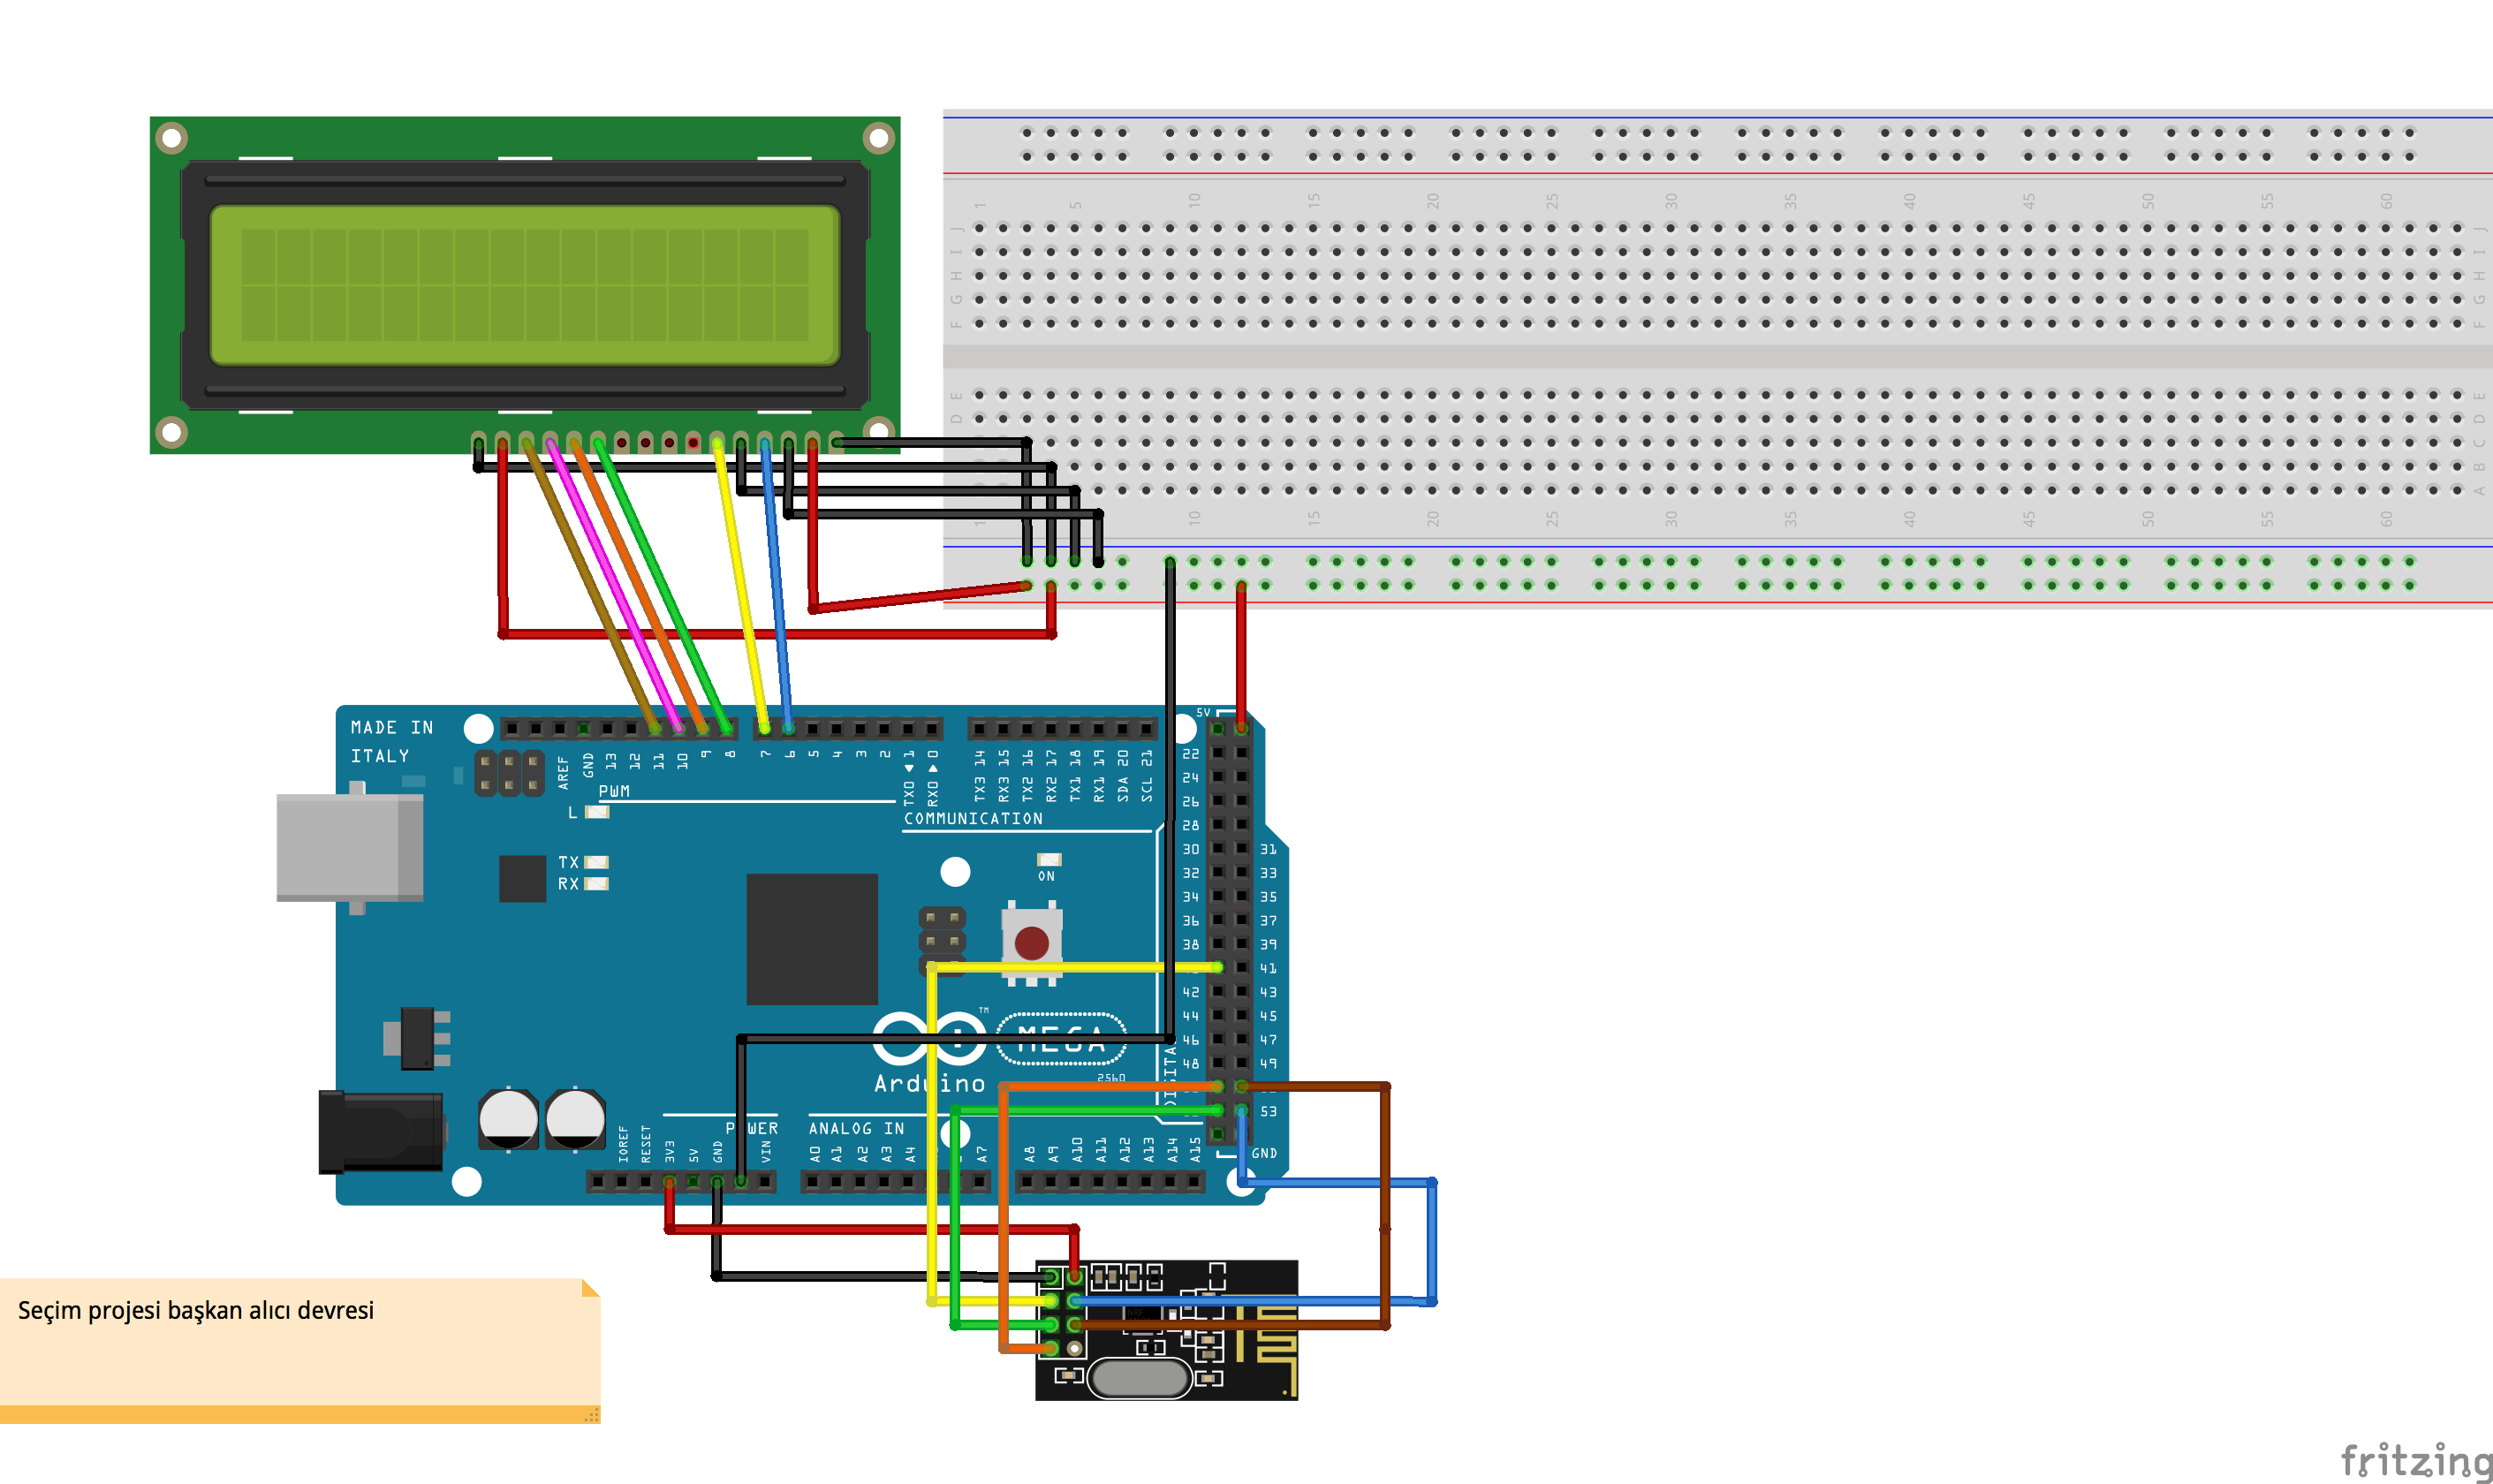 1 5 10 15 20 25 30 35 40 45 50 55 60
J J
I I
H H
G G
F F
E E
D D
C
B
A
10 15 20 25 30 35 40 45 50 55 60
MADE IN
ITALY
AREF GND 13 12 11 10 9 8 7 6 5 4 3 2 TX0 1 RX0 0
TX3 14 RX3 15 TX2 16 RX2 17 TX1 18 RX1 19 SDA 20 SCL 21
5V
22
24
26
28
30 31
32 33
34 35
36 37
38 39
41
42 43
44 45
46 47
48 49
53
GND
PWM
L
COMMUNICATION
TX
RX
ON
MEGA
TM
Arduino
2560
POWER
ANALOG IN
IOREF RESET 3V3 5V GND VIN
A0 A1 A2 A3 A4 A7
A8 A9 A10 A11 A12 A13 A14 A15
Seçim projesi başkan alıcı devresi
fritzing